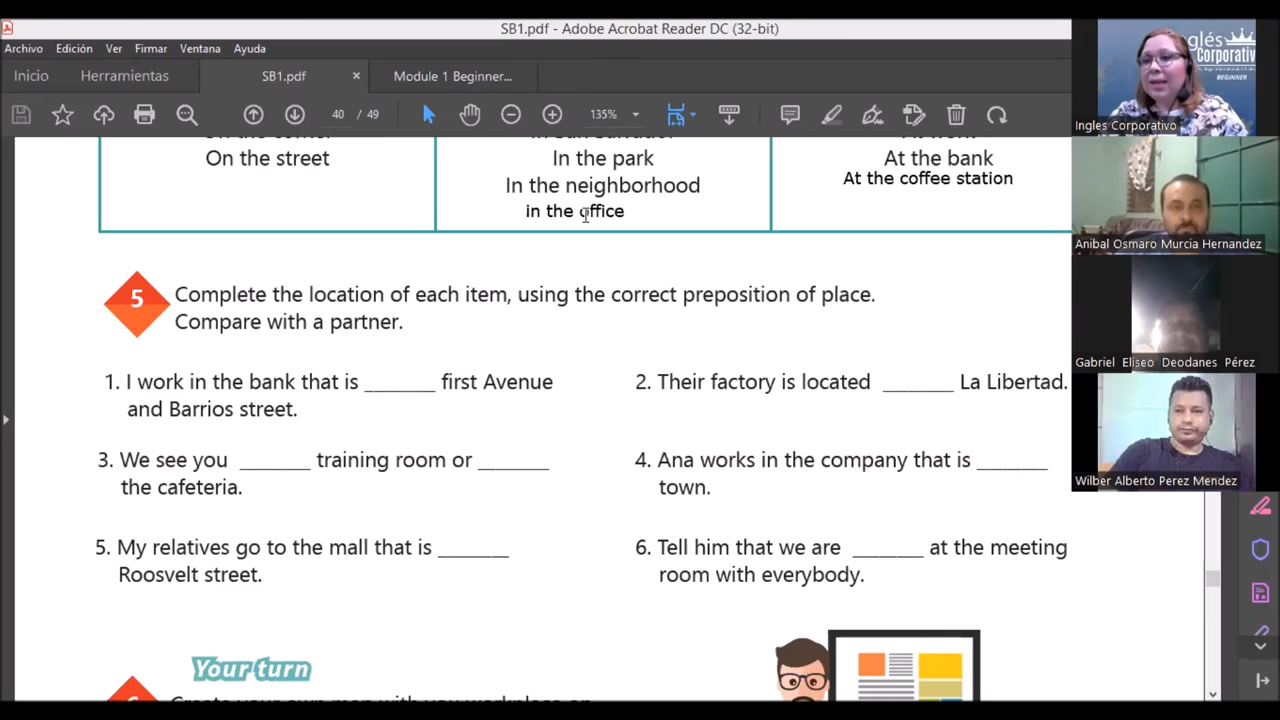 SB1.pdf - Adobe Acrobat Reader DC (32-bit)
Archivo Edición Ver Firmar Ventana Ayuda
Inicio Herramientas SB1.pdf × Module 1 Beginner...
40 / 49 135%
On the street
In the park
In the neighborhood
in the office
At the bank
At the coffee station
5
Complete the location of each item, using the correct preposition of place.
Compare with a partner.
1. I work in the bank that is _______ first Avenue
and Barrios street.
2. Their factory is located _______ La Libertad.
3. We see you _______ training room or _______
the cafeteria.
4. Ana works in the company that is _______
town.
5. My relatives go to the mall that is _______
Roosvelt street.
6. Tell him that we are _______ at the meeting
room with everybody.
Your turn
Inglés
Corporativ
BEGINNER
Ingles Corporativo
Anibal Osmaro Murcia Hernandez
Gabriel Eliseo Deodanes Pérez
Wilber Alberto Perez Mendez